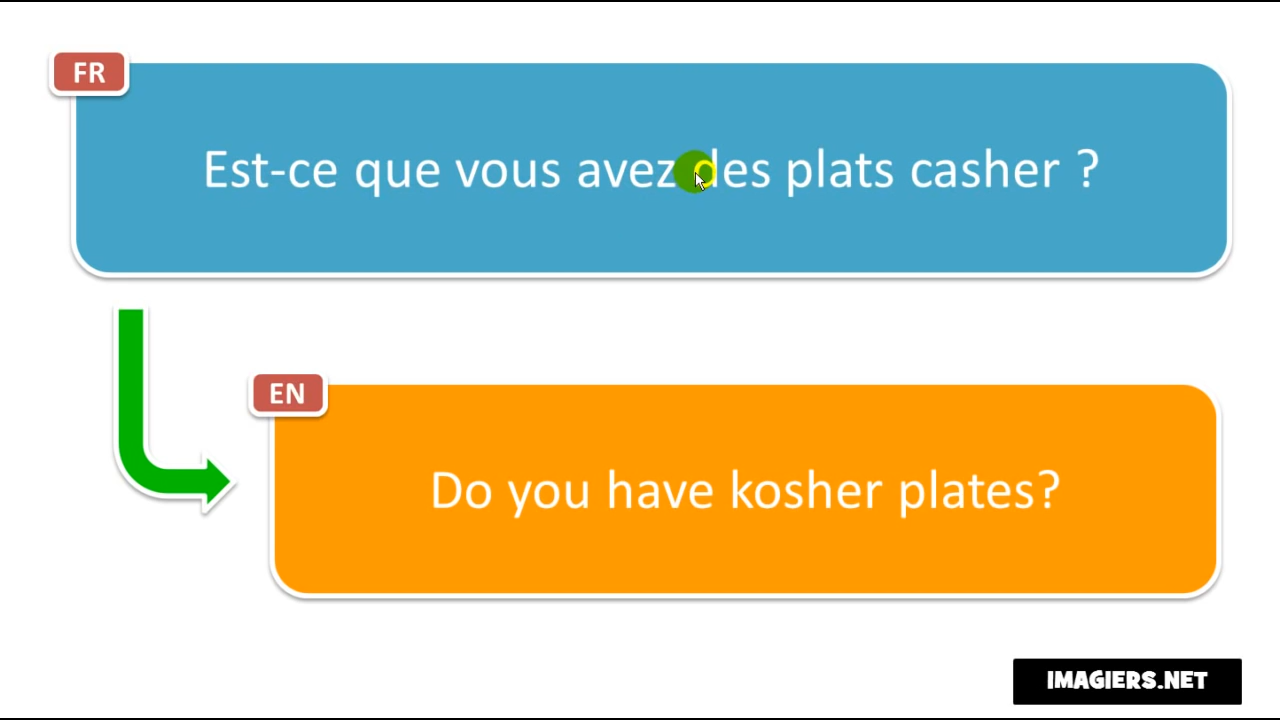 FR
Est-ce que vous avez des plats casher ?
EN
Do you have kosher plates?
IMAGIERS.NET